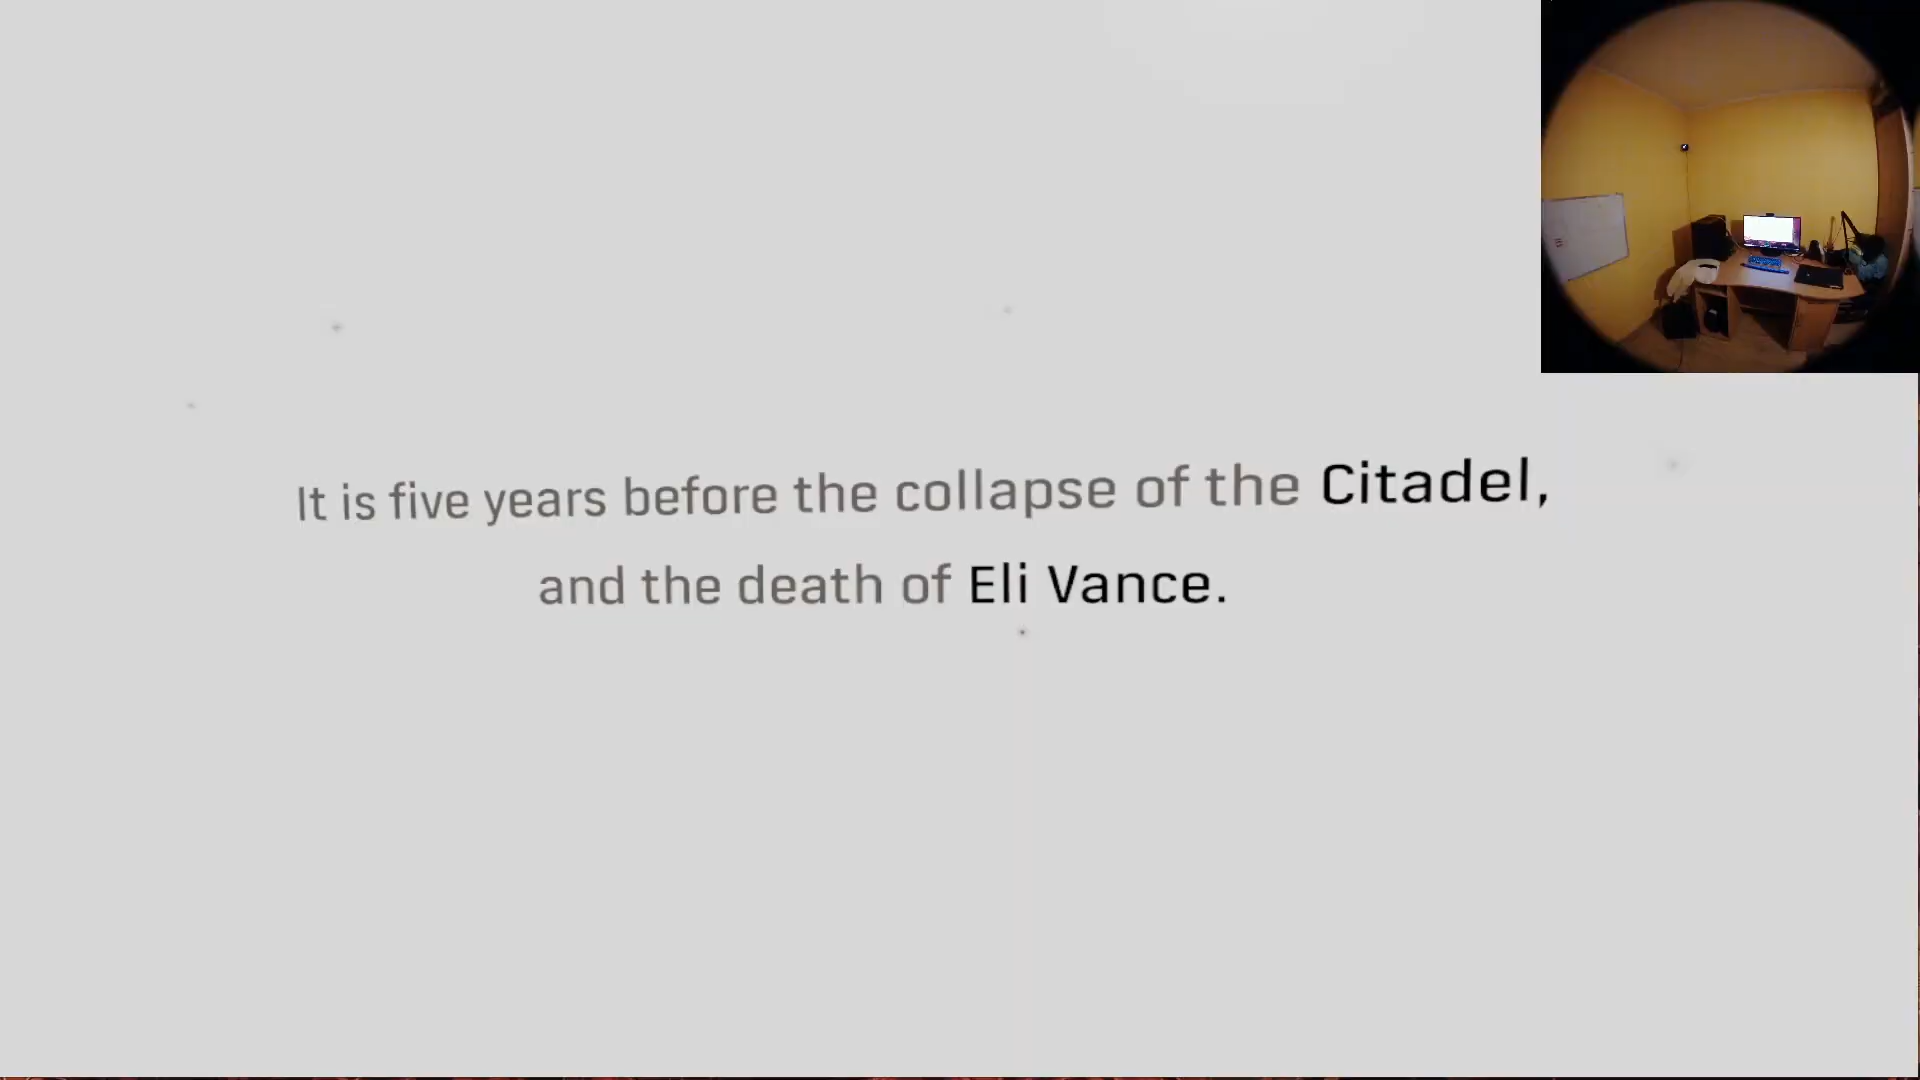 It is five years before the collapse of the Citadel,
and the death of Eli Vance.